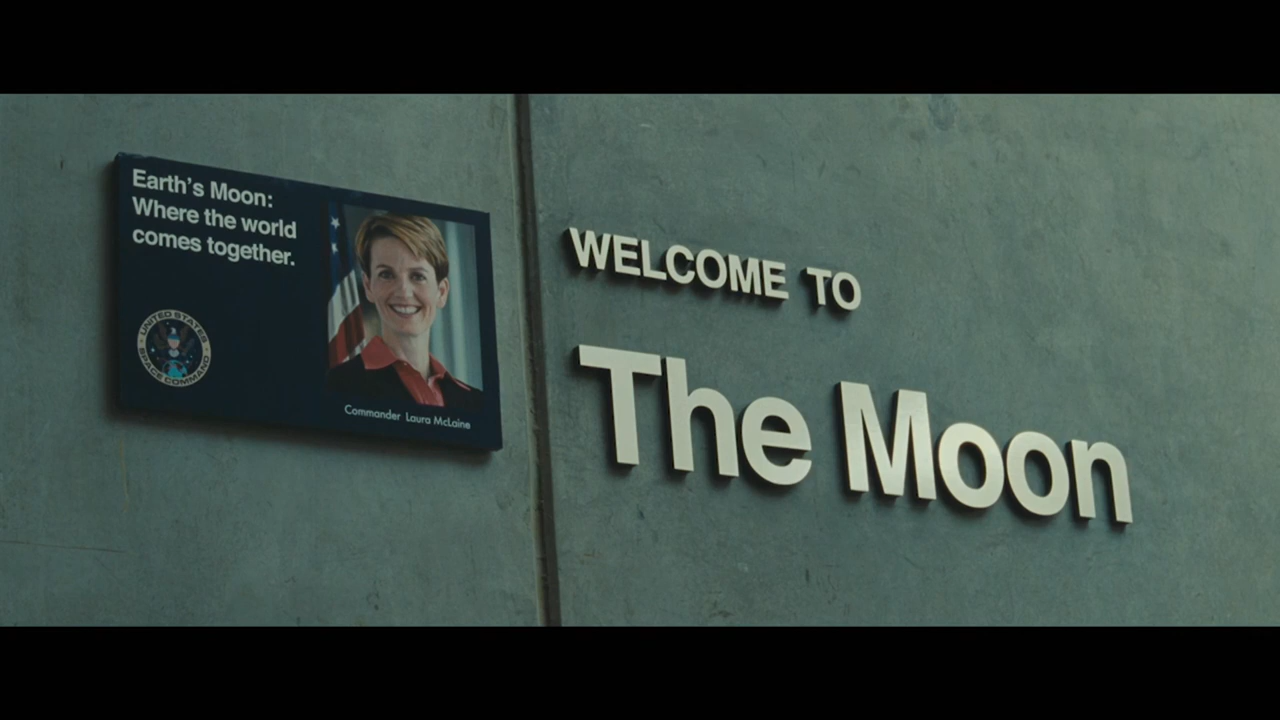 Earth's Moon:
Where the world
comes together.
UNITED STATES
SPACE COMMAND
Commander Laura McLaine
WELCOME TO
The Moon